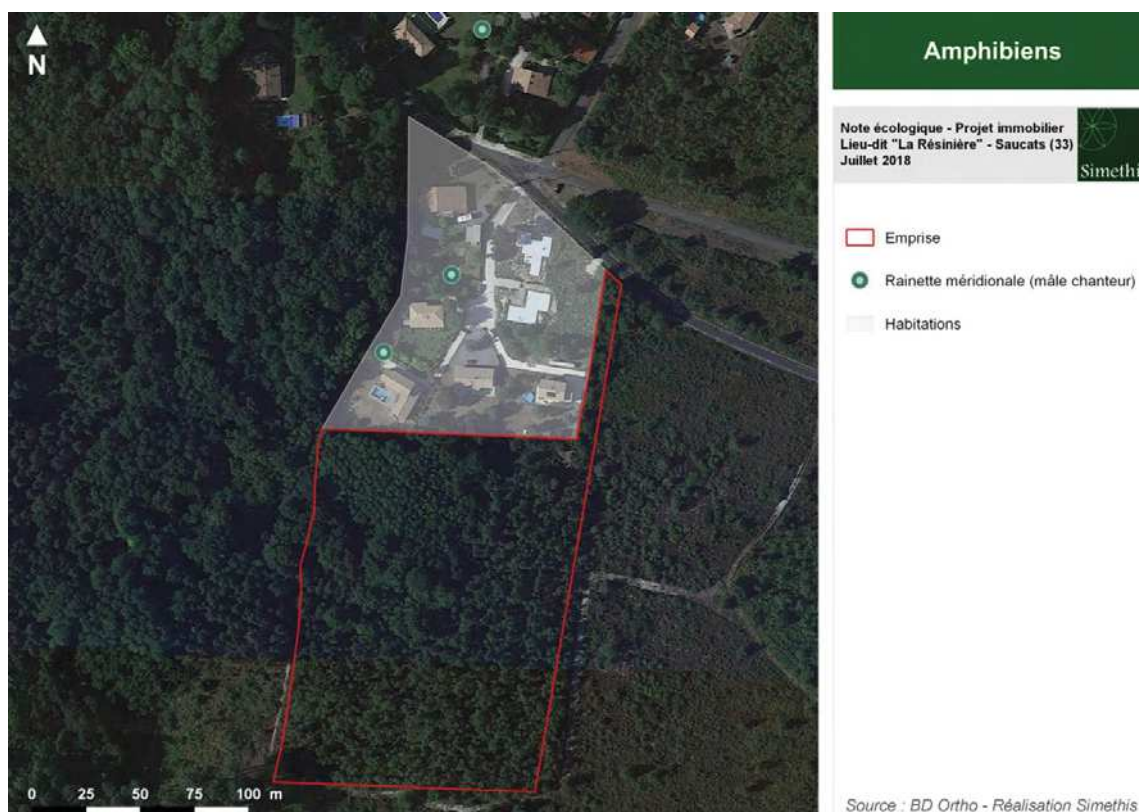 N
Amphibiens
Note écologique - Projet immobilier
Lieu-dit "La Résinière" - Saucats (33)
Juillet 2018
Simethis
Emprise
Rainette méridionale (mâle chanteur)
Habitations
0 25 50 75 100 m
Source : BD Ortho - Réalisation Simethis